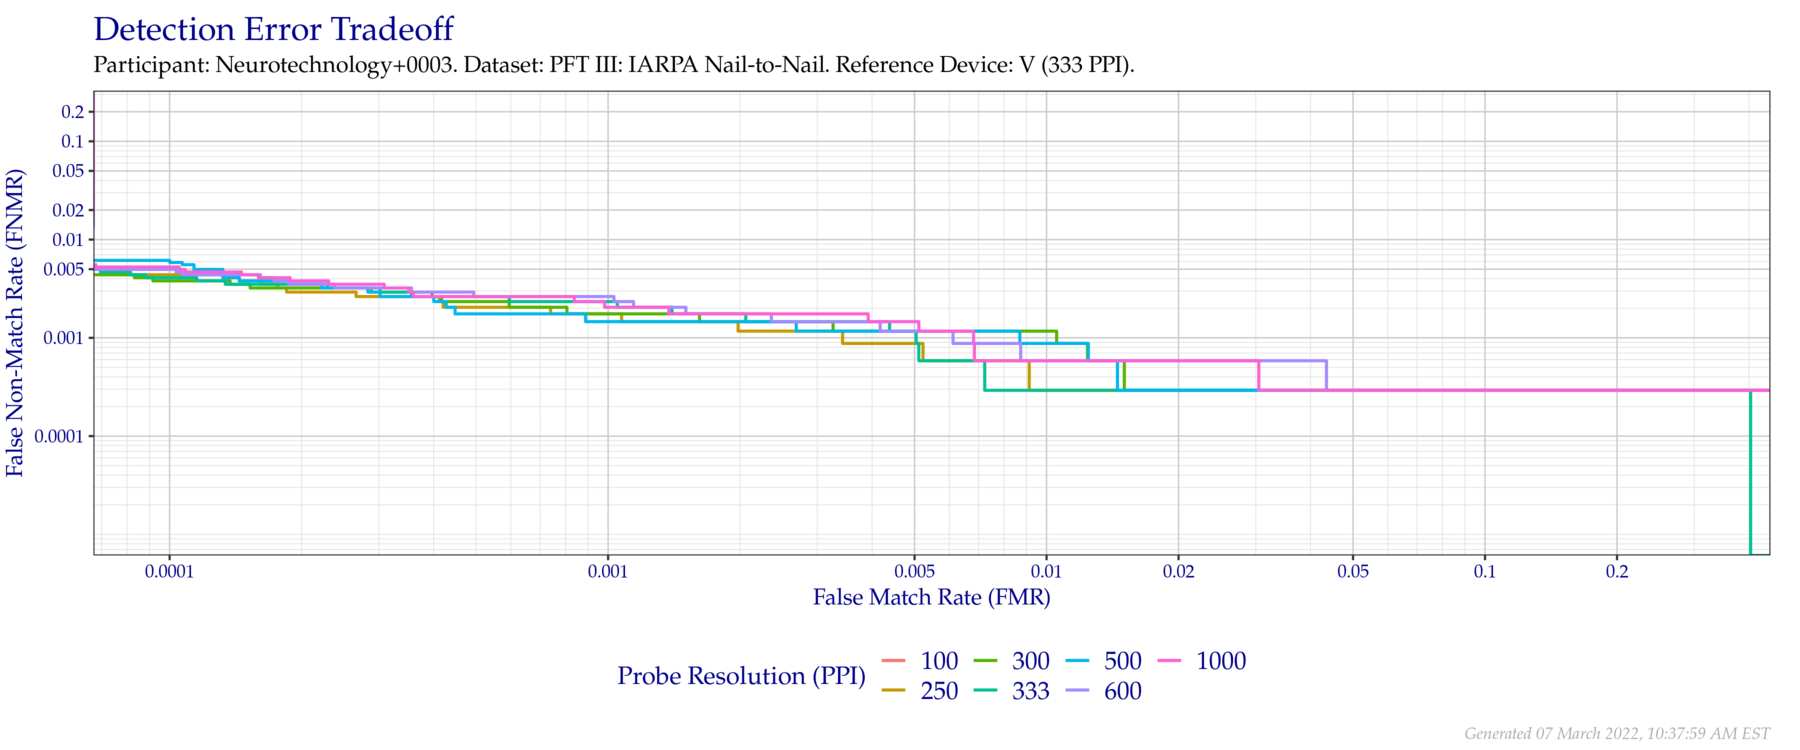 Detection Error Tradeoff
Participant: Neurotechnology+0003. Dataset: PFT III: IARPA Nail-to-Nail. Reference Device: V (333 PPI).
False Non-Match Rate (FNMR)
0.2
0.1
0.05
0.02
0.01
0.005
0.001
0.0001
0.0001 0.001 0.005 0.01 0.02 0.05 0.1 0.2
False Match Rate (FMR)
Probe Resolution (PPI)
100 300 500 1000
250 333 600
Generated 07 March 2022, 10:37:59 AM EST